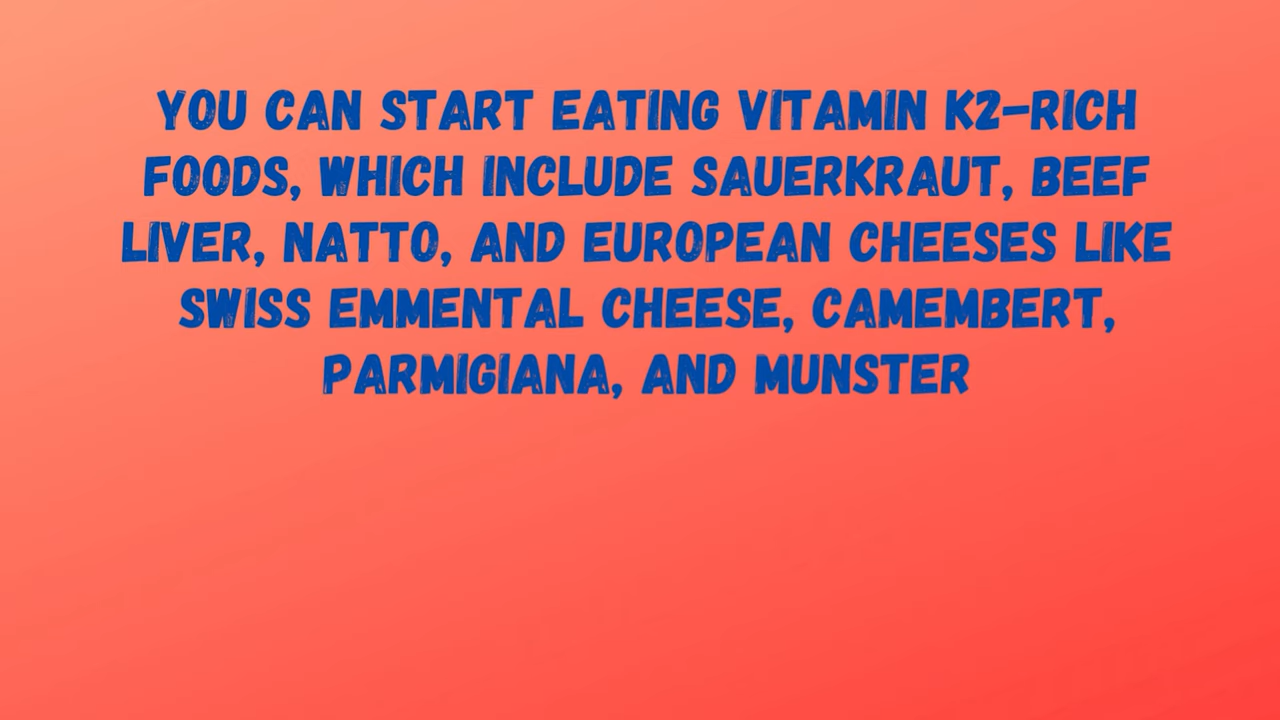 YOU CAN START EATING VITAMIN K2-RICH
FOODS, WHICH INCLUDE SAUERKRAUT, BEEF
LIVER, NATTO, AND EUROPEAN CHEESES LIKE
SWISS EMMENTAL CHEESE, CAMEMBERT,
PARMIGIANA, AND MUNSTER